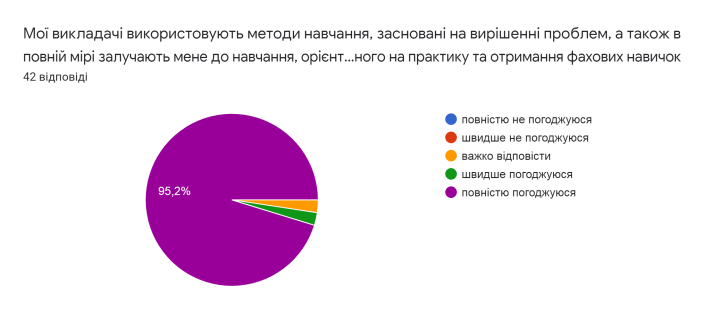 Мої викладачі використовують методи навчання, засновані на вирішенні проблем, а також в
повній мірі залучають мене до навчання, орієнт...ного на практику та отримання фахових навичок
42 відповіді
95,2%
повністю не погоджуюся
швидше не погоджуюся
важко відповісти
швидше погоджуюся
повністю погоджуюся